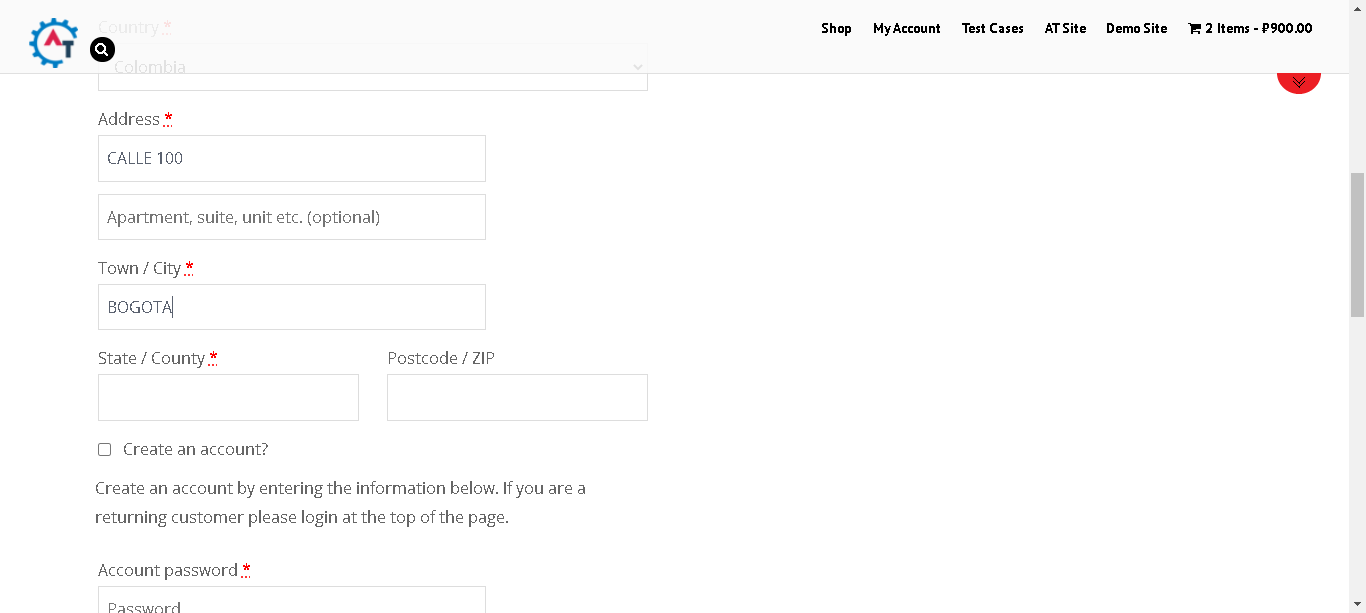 Country *
AT
Shop My Account Test Cases AT Site Demo Site 2 Items - ₽900.00
Colombia
Address *
CALLE 100
Apartment, suite, unit etc. (optional)
Town / City *
BOGOTA
State / County * Postcode / ZIP
Create an account?
Create an account by entering the information below. If you are a
returning customer please login at the top of the page.
Account password *
Password